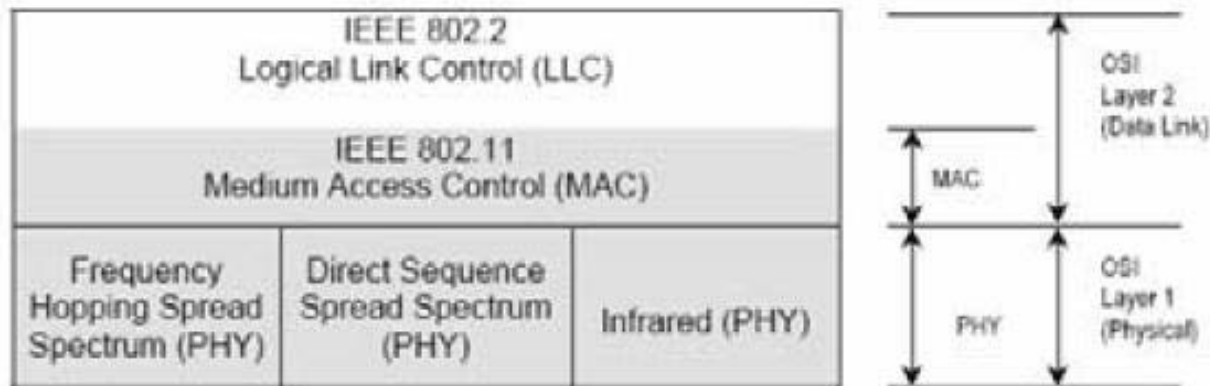 IEEE 802.2
Logical Link Control (LLC)
IEEE 802.11
Medium Access Control (MAC)
Frequency
Hopping Spread
Spectrum (PHY)
Direct Sequence
Spread Spectrum
(PHY)
Infrared (PHY)
OSI
Layer 2
(Data Link)
MAC
OSI
Layer 1
(Physical)
PHY